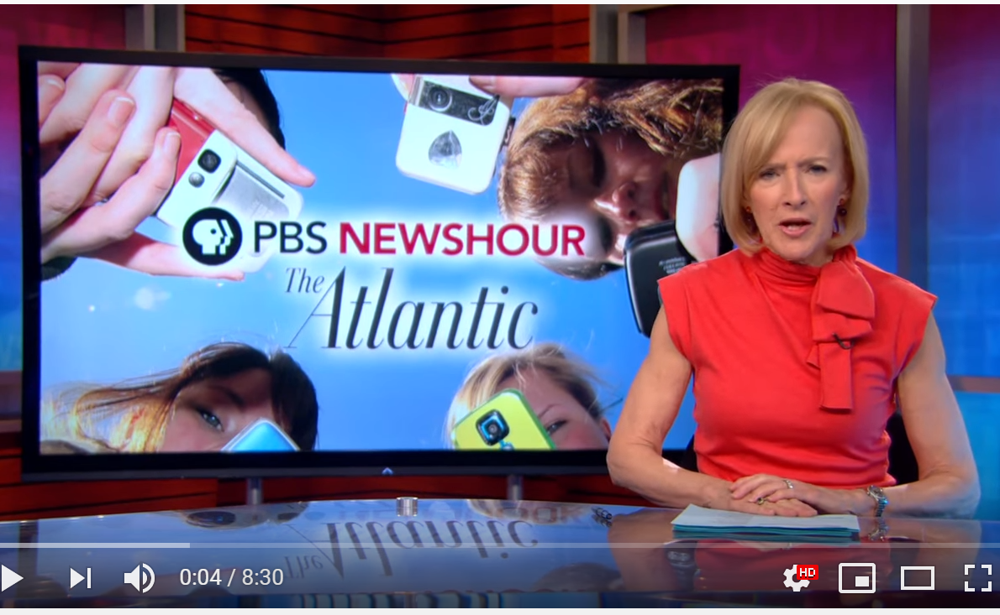 PBS NEWSHOUR
The Atlantic
0:04 / 8:30
HD